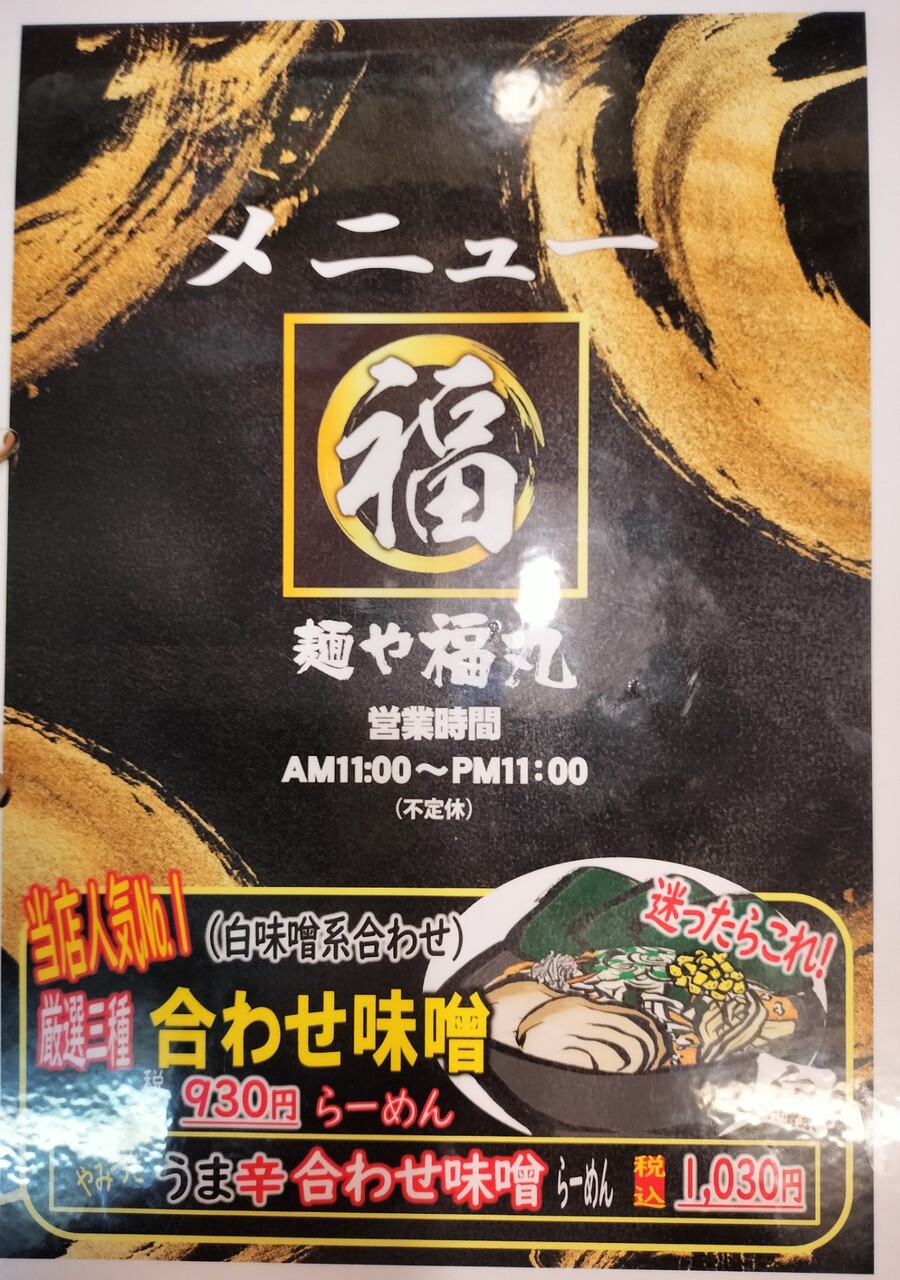 メニュー
福
麺や福丸
営業時間
AM11:00～PM11:00
(不定休)
当店人気No.1
(白味噌系合わせ)
迷ったらこれ!
厳選三種 合わせ味噌
税
930円 らーめん
うま辛合わせ味噌 らーめん 税込 1,030円